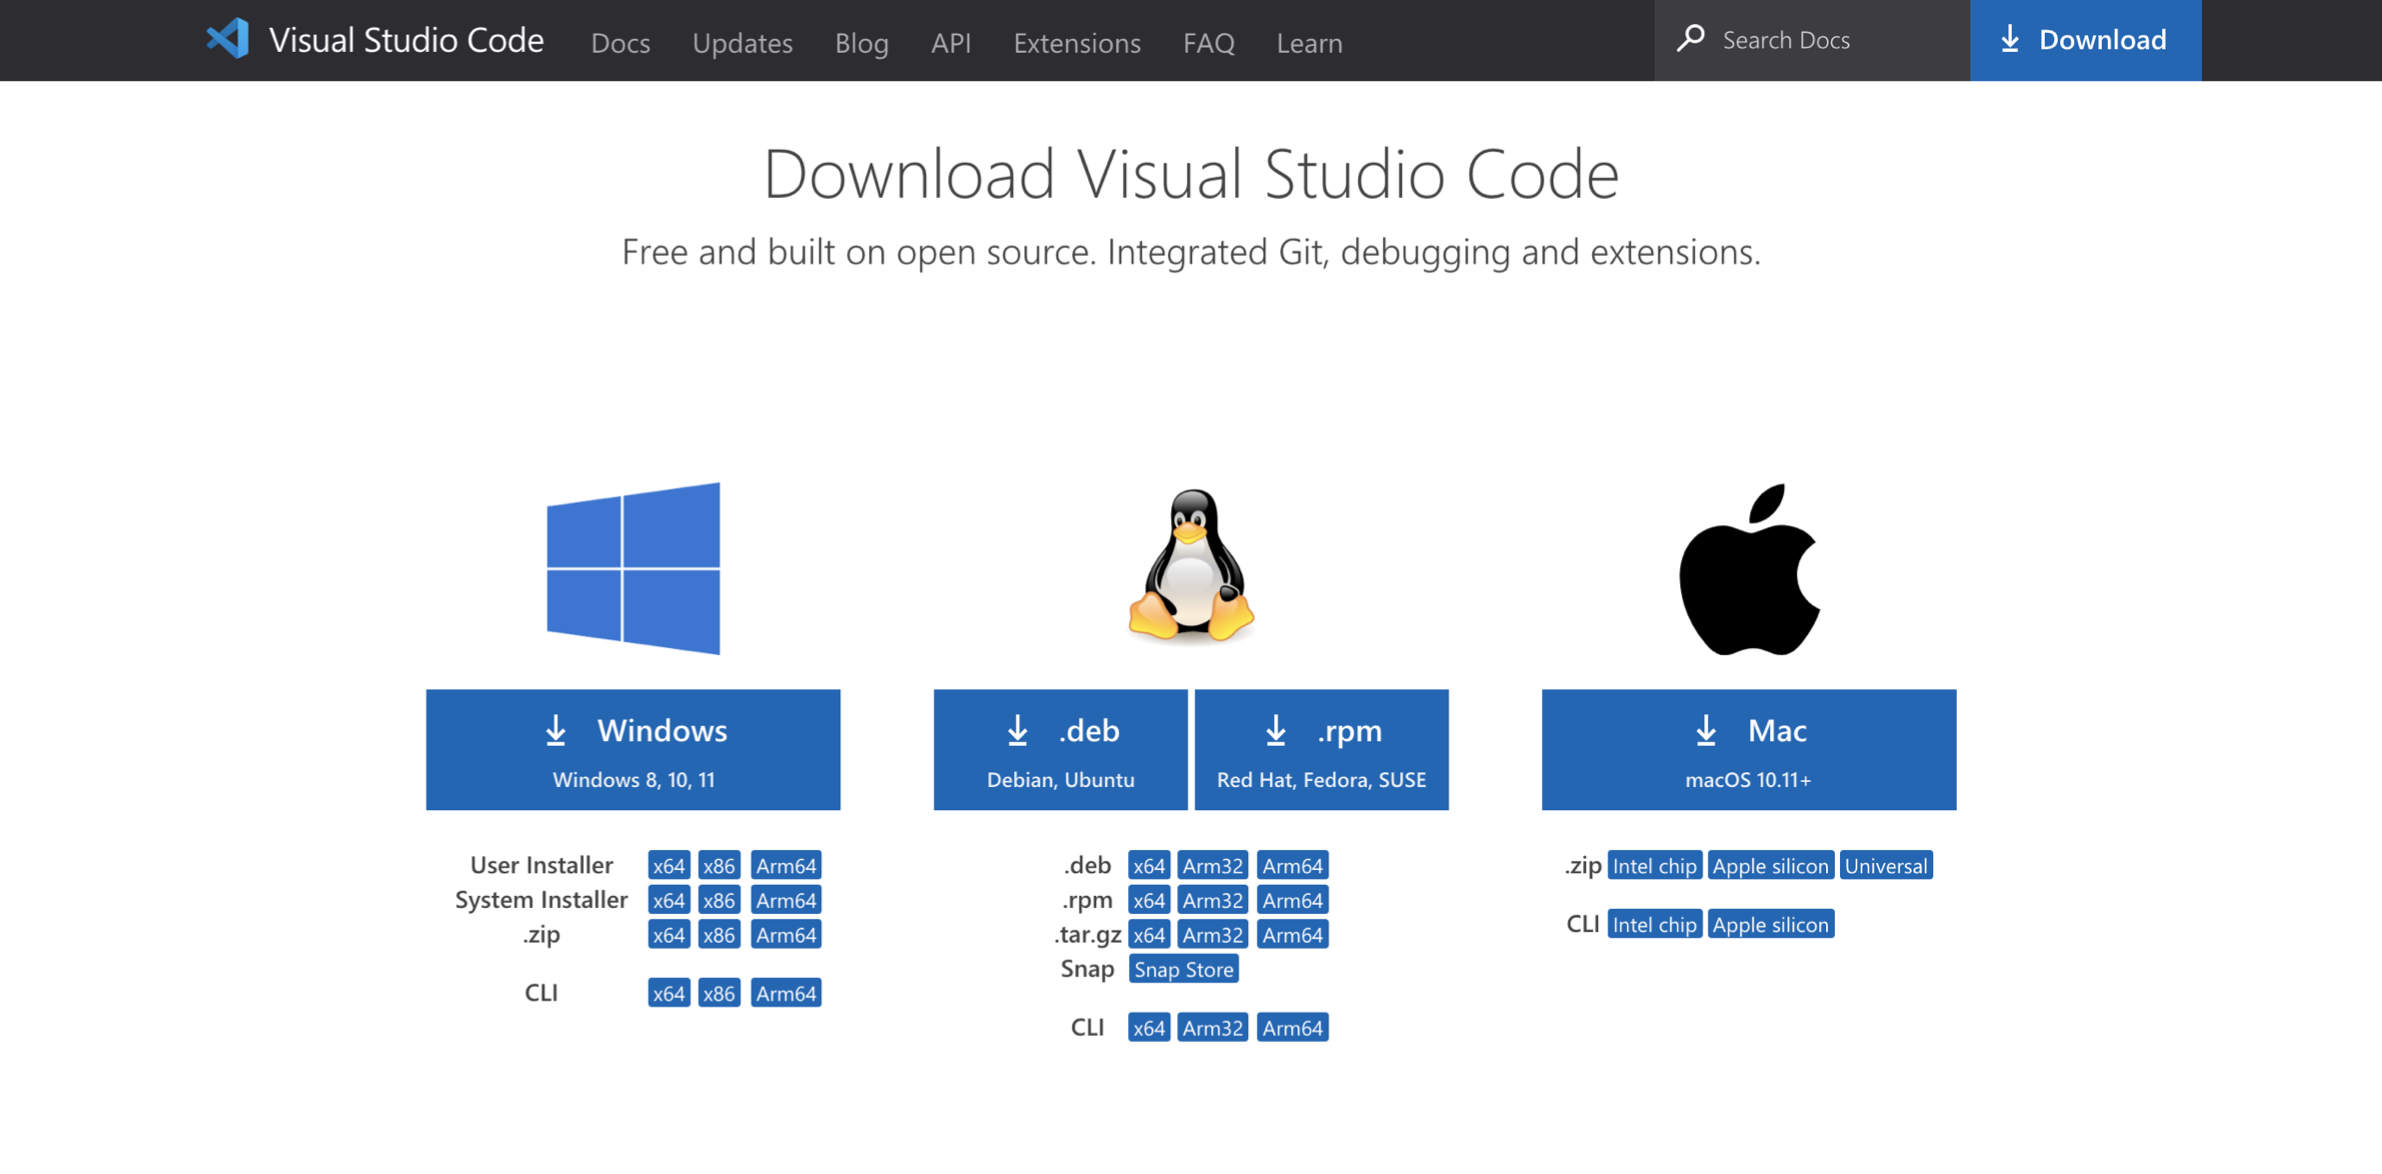 Visual Studio Code Docs Updates Blog API Extensions FAQ Learn Search Docs Download
Download Visual Studio Code
Free and built on open source. Integrated Git, debugging and extensions.
Windows
Windows 8, 10, 11
User Installer x64 x86 Arm64
System Installer x64 x86 Arm64
.zip x64 x86 Arm64
CLI x64 x86 Arm64
.deb
Debian, Ubuntu
.rpm
Red Hat, Fedora, SUSE
.deb x64 Arm32 Arm64
.rpm x64 Arm32 Arm64
.tar.gz x64 Arm32 Arm64
Snap Snap Store
CLI x64 Arm32 Arm64
Mac
macOS 10.11+
.zip Intel chip Apple silicon Universal
CLI Intel chip Apple silicon